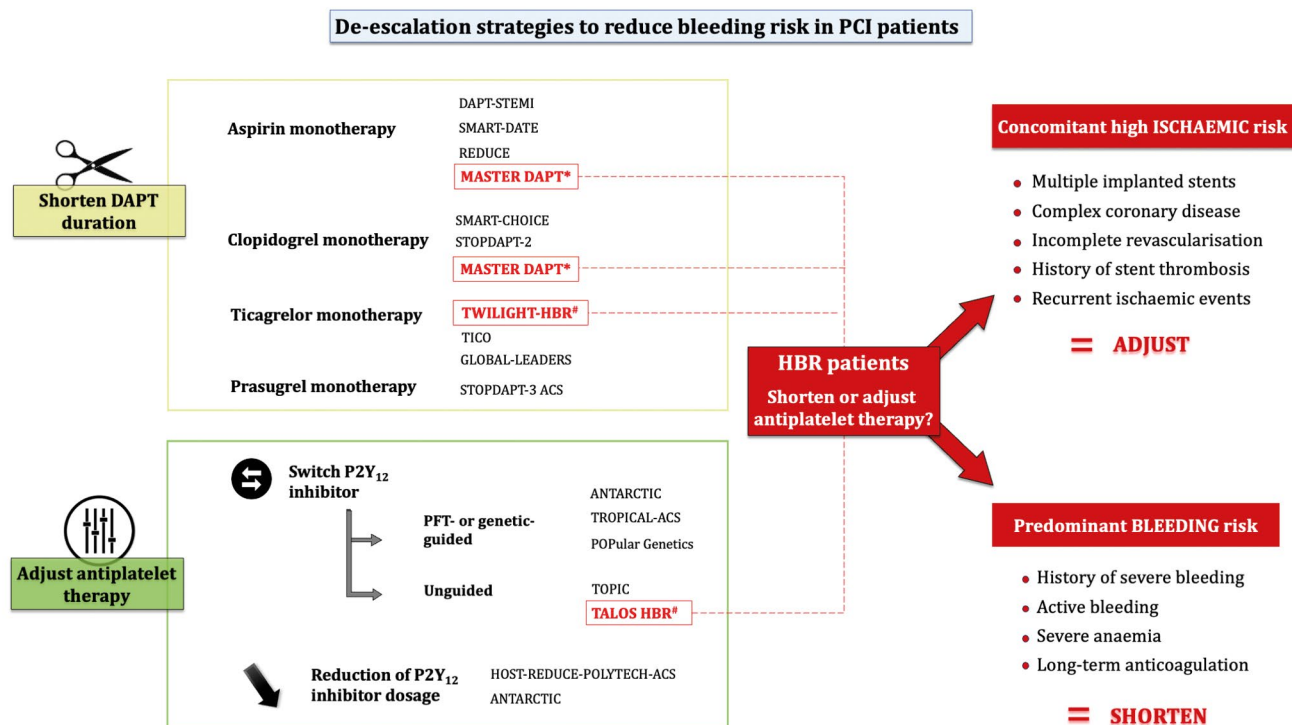 De-escalation strategies to reduce bleeding risk in PCI patients
Shorten DAPT
duration
Aspirin monotherapy
DAPT-STEMI
SMART-DATE
REDUCE
MASTER DAPT*
Clopidogrel monotherapy
SMART-CHOICE
STOPDAPT-2
MASTER DAPT*
Ticagrelor monotherapy
TWILIGHT-HBR#
TICO
GLOBAL-LEADERS
Prasugrel monotherapy
STOPDAPT-3 ACS
Adjust antiplatelet
therapy
Switch P2Y12
inhibitor
PFT- or genetic-
guided
ANTARCTIC
TROPICAL-ACS
POPular Genetics
Unguided
TOPIC
TALOS HBR#
Reduction of P2Y12
inhibitor dosage
HOST-REDUCE-POLYTECH-ACS
ANTARCTIC
HBR patients
Shorten or adjust
antiplatelet therapy?
Concomitant high ISCHAEMIC risk
• Multiple implanted stents
• Complex coronary disease
• Incomplete revascularisation
• History of stent thrombosis
• Recurrent ischaemic events
= ADJUST
Predominant BLEEDING risk
• History of severe bleeding
• Active bleeding
• Severe anaemia
• Long-term anticoagulation
= SHORTEN